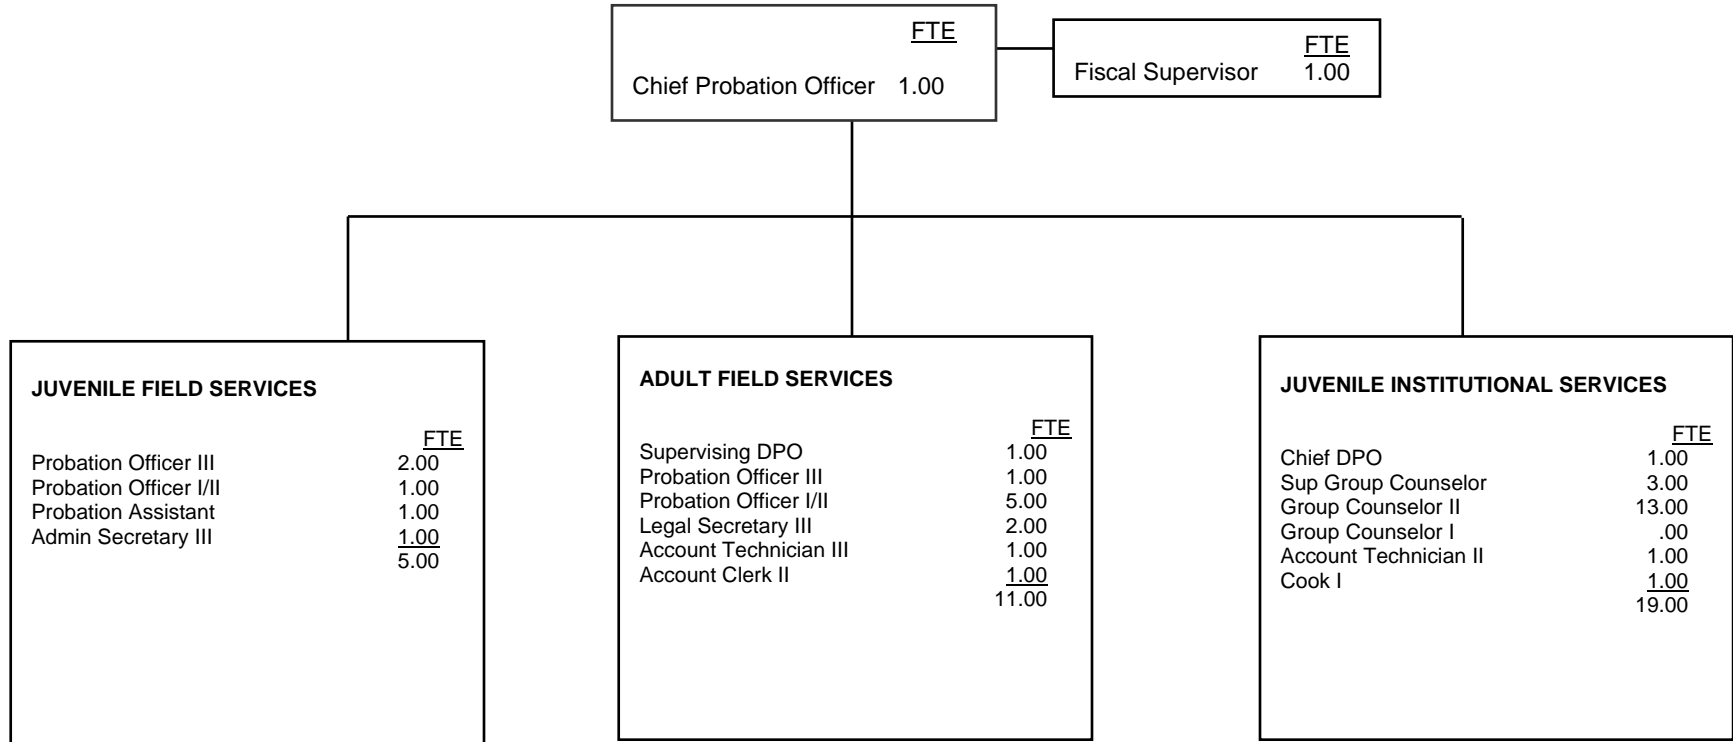 FTE
Chief Probation Officer 1.00
FTE
Fiscal Supervisor 1.00
JUVENILE FIELD SERVICES
FTE
Probation Officer III 2.00
Probation Officer I/II 1.00
Probation Assistant 1.00
Admin Secretary III 1.00
5.00
ADULT FIELD SERVICES
FTE
Supervising DPO 1.00
Probation Officer III 1.00
Probation Officer I/II 5.00
Legal Secretary III 2.00
Account Technician III 1.00
Account Clerk II 1.00
11.00
JUVENILE INSTITUTIONAL SERVICES
FTE
Chief DPO 1.00
Sup Group Counselor 3.00
Group Counselor II 13.00
Group Counselor I .00
Account Technician II 1.00
Cook I 1.00
19.00